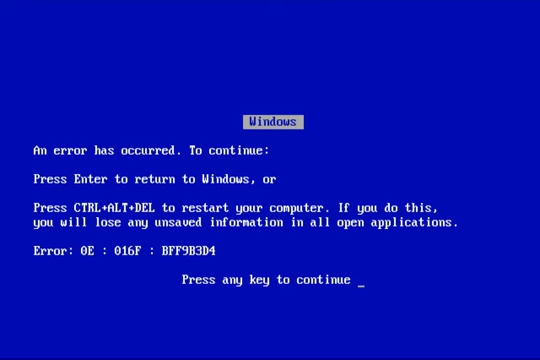 Windows
An error has occurred. To continue:
Press Enter to return to Windows, or
Press CTRL+ALT+DEL to restart your computer. If you do this,
you will lose any unsaved information in all open applications.
Error: 0E : 016F : BFF9B3D4
Press any key to continue _